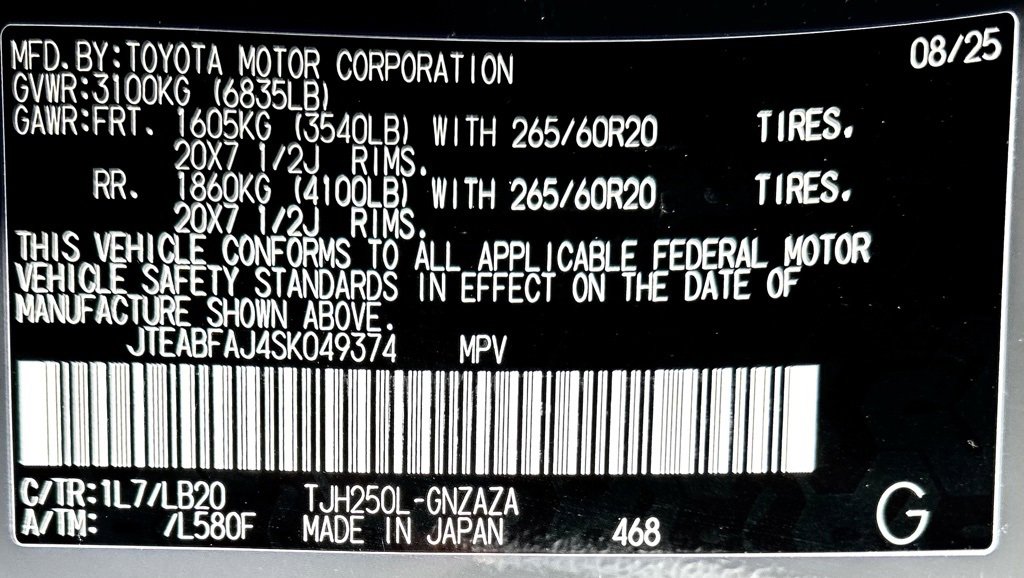 MFD.BY:TOYOTA MOTOR CORPORATION 08/25
GVWR:3100KG (6835LB)
GAWR:FRT. 1605KG (3540LB) WITH 265/60R20 TIRES.
20X7 1/2J RIMS.
RR. 1860KG (4100LB) WITH 265/60R20 TIRES.
20X7 1/2J RIMS.
THIS VEHICLE CONFORMS TO ALL APPLICABLE FEDERAL MOTOR
VEHICLE SAFETY STANDARDS IN EFFECT ON THE DATE OF
MANUFACTURE SHOWN ABOVE.
JTEABFAJ4SK049374 MPV
C/TR:1L7/LB20 TJH250L-GNZAZA
A/TM: /L580F MADE IN JAPAN 468 G